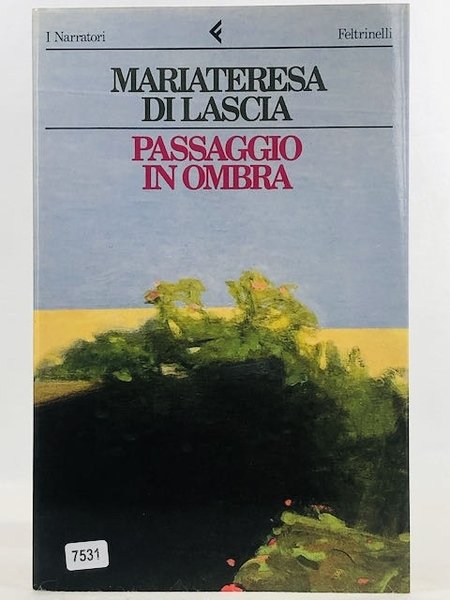 I Narratori
Feltrinelli
MARIATERESA
DI LASCIA
PASSAGGIO
IN OMBRA
7531